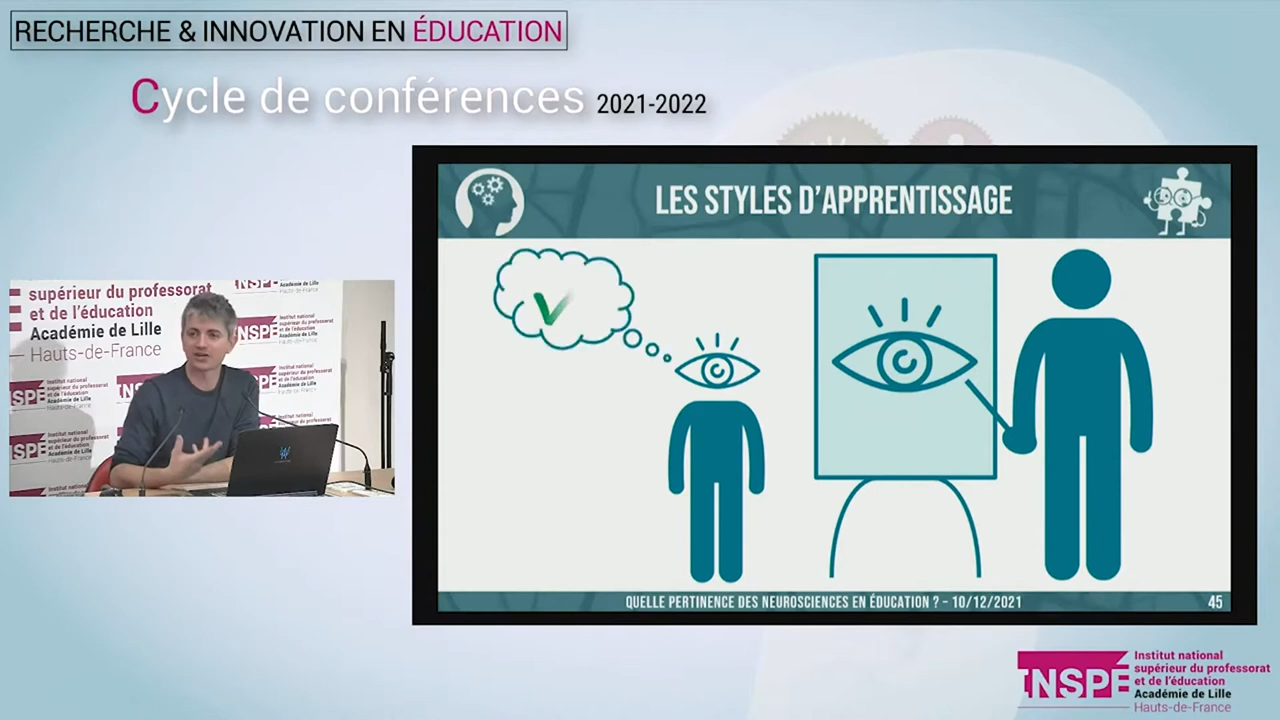 RECHERCHE & INNOVATION EN ÉDUCATION
Cycle de conférences 2021-2022
LES STYLES D'APPRENTISSAGE
QUELLE PERTINENCE DES NEUROSCIENCES EN ÉDUCATION ? – 10/12/2021
45
supérieur du professorat
et de l'éducation
Académie de Lille
Hauts-de-France
INSPÉ
Institut national
supérieur du professorat
et de l'éducation
Académie de Lille
Hauts-de-France